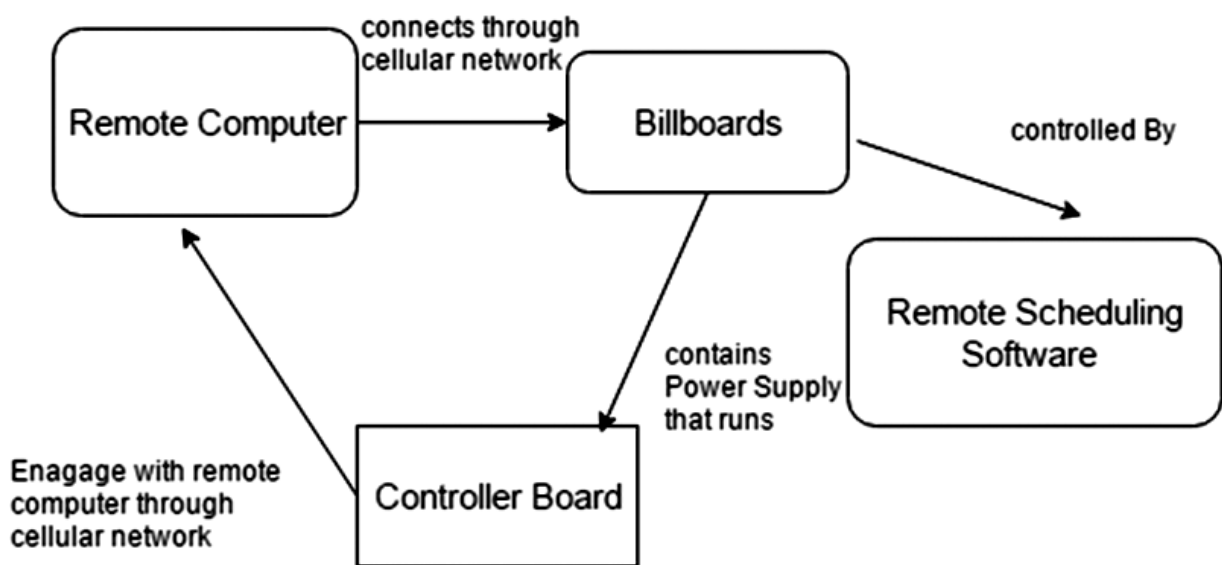 connects through
cellular network
Remote Computer
Billboards
controlled By
Remote Scheduling
Software
contains
Power Supply
that runs
Enagage with remote
computer through
cellular network
Controller Board